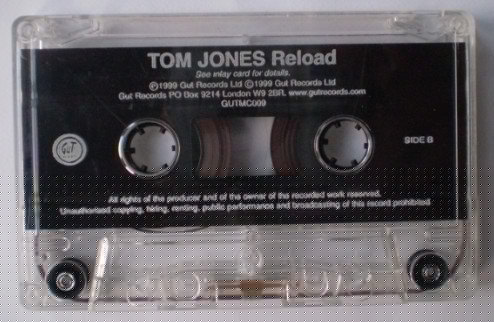 TOM JONES Reload
See inlay card for details.
℗1999 Gut Records Ltd ©1999 Gut Records Ltd
Gut Records PO Box 9214 London W9 2BR. www.gutrecords.com
GUTMC009
GUT
SIDE B
All rights of the producer and of the owner of the recorded work reserved.
Unauthorised copying, hiring, renting, public performance and broadcasting of this record prohibited